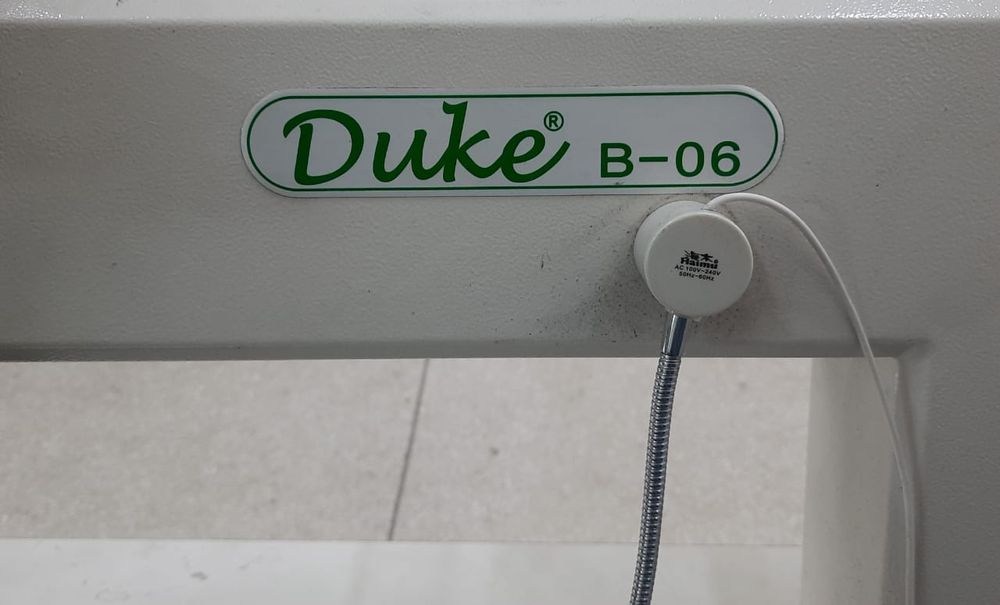 Duke® B-06
海木
Haimu®
AC 100V-240V
50Hz-60Hz